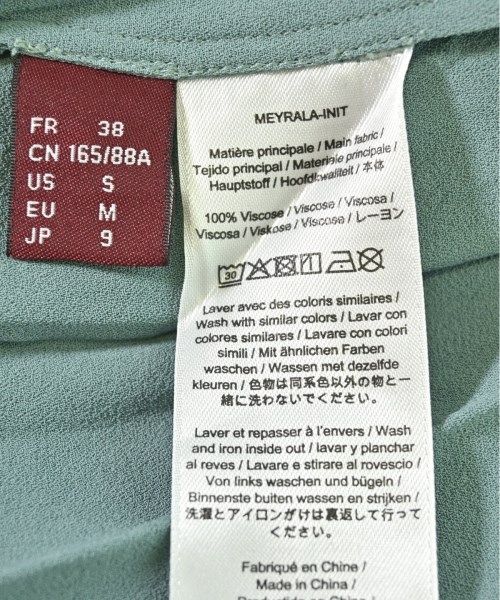 FR 38
CN 165/88A
US S
EU M
JP 9
MEYRALA-INIT
Matière principale / Main fabric /
Tejido principal / Materiale principale /
Hauptstoff / Hoofdkwaliteit / 本体
100% Viscose / Viscose / Viscosa /
Viscosa / Viskose / Viscose / レーヨン
30
Laver avec des coloris similaires /
Wash with similar colors / Lavar con
colores similares / Lavare con colori
simili / Mit ähnlichen Farben
waschen / Wassen met dezelfde
kleuren / 色物は同系色以外の物と一
緒に洗わないでください。
Laver et repasser à l'envers / Wash
and iron inside out / lavar y planchar
al reves / Lavare e stirare al rovescio /
Von links waschen und bügeln /
Binnenste buiten wassen en strijken /
洗濯とアイロンがけは裏返して行って
ください。
Fabriqué en Chine /
Made in China /